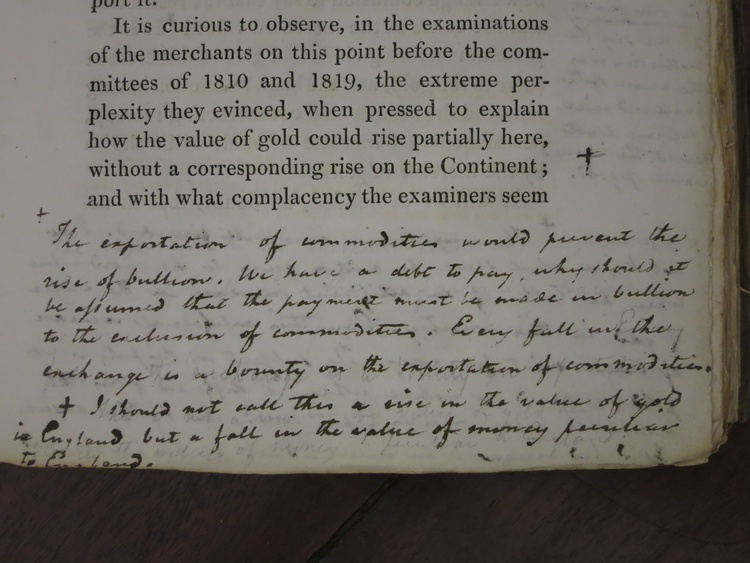 port it.
It is curious to observe, in the examinations
of the merchants on this point before the com-
mittees of 1810 and 1819, the extreme per-
plexity they evinced, when pressed to explain
how the value of gold could rise partially here,
without a corresponding rise on the Continent; †
and with what complacency the examiners seem
+
The exportation of commodities would prevent the
rise of bullion. We have a debt to pay, why should it
be assumed that the payment must be made in bullion
to the exclusion of commodities. Every fall in the
exchange is a bounty on the exportation of commodities.
† I should not call this a rise in the value of gold
in England but a fall in the value of money peculiar
to England.